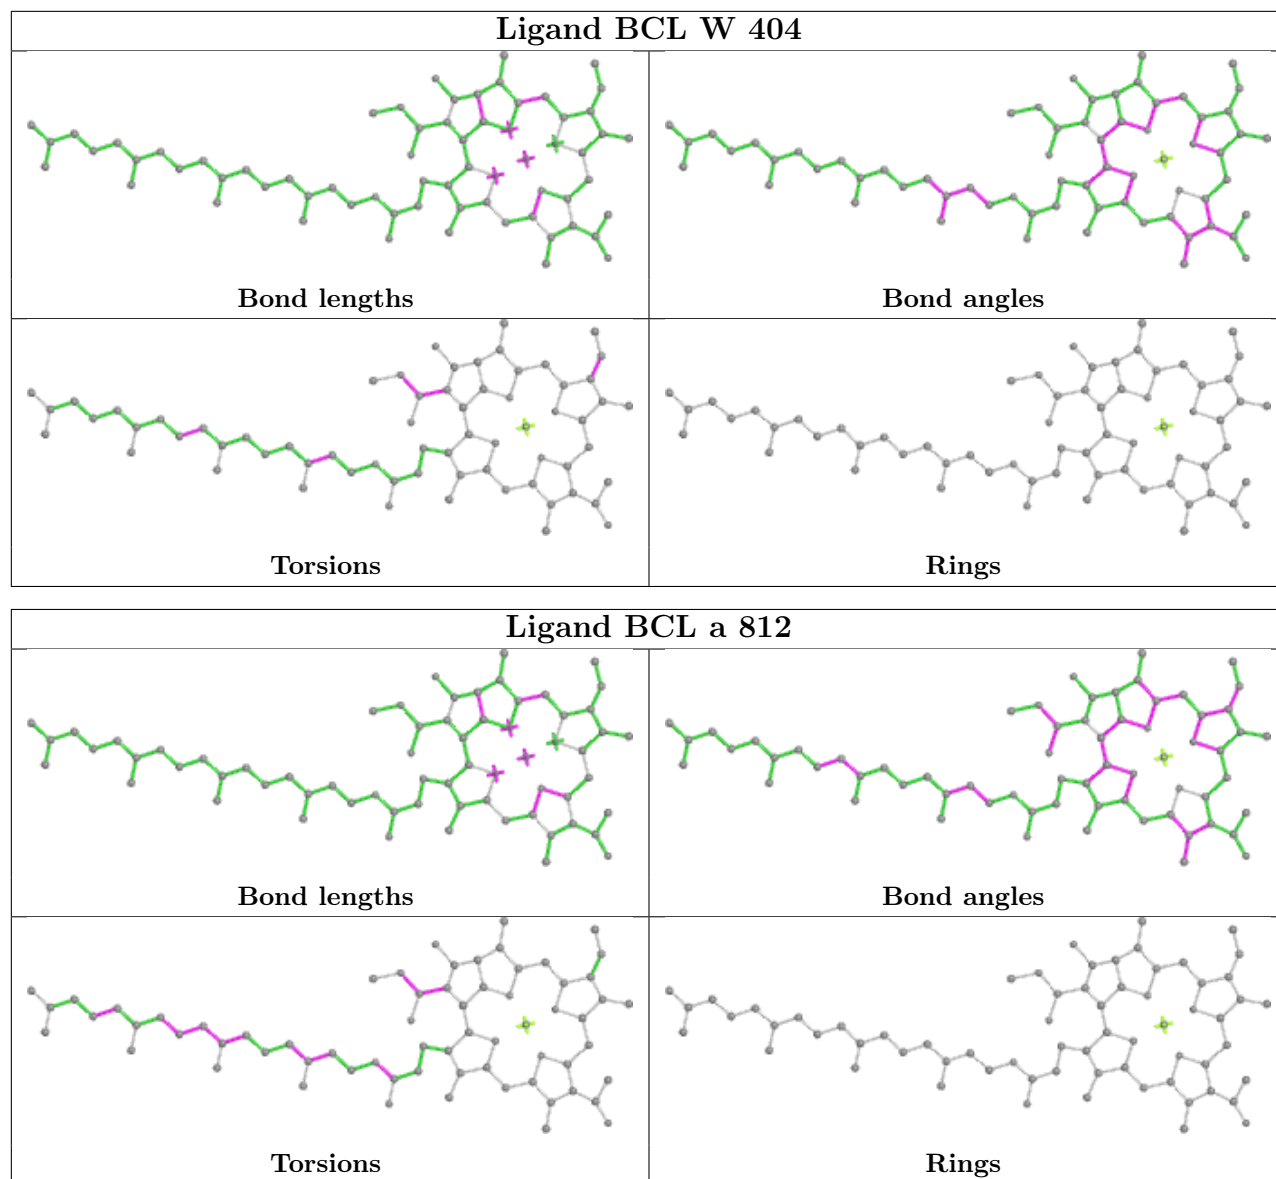 Ligand BCL W 404
Bond lengths
Bond angles
Torsions
Rings
Ligand BCL a 812
Bond lengths
Bond angles
Torsions
Rings